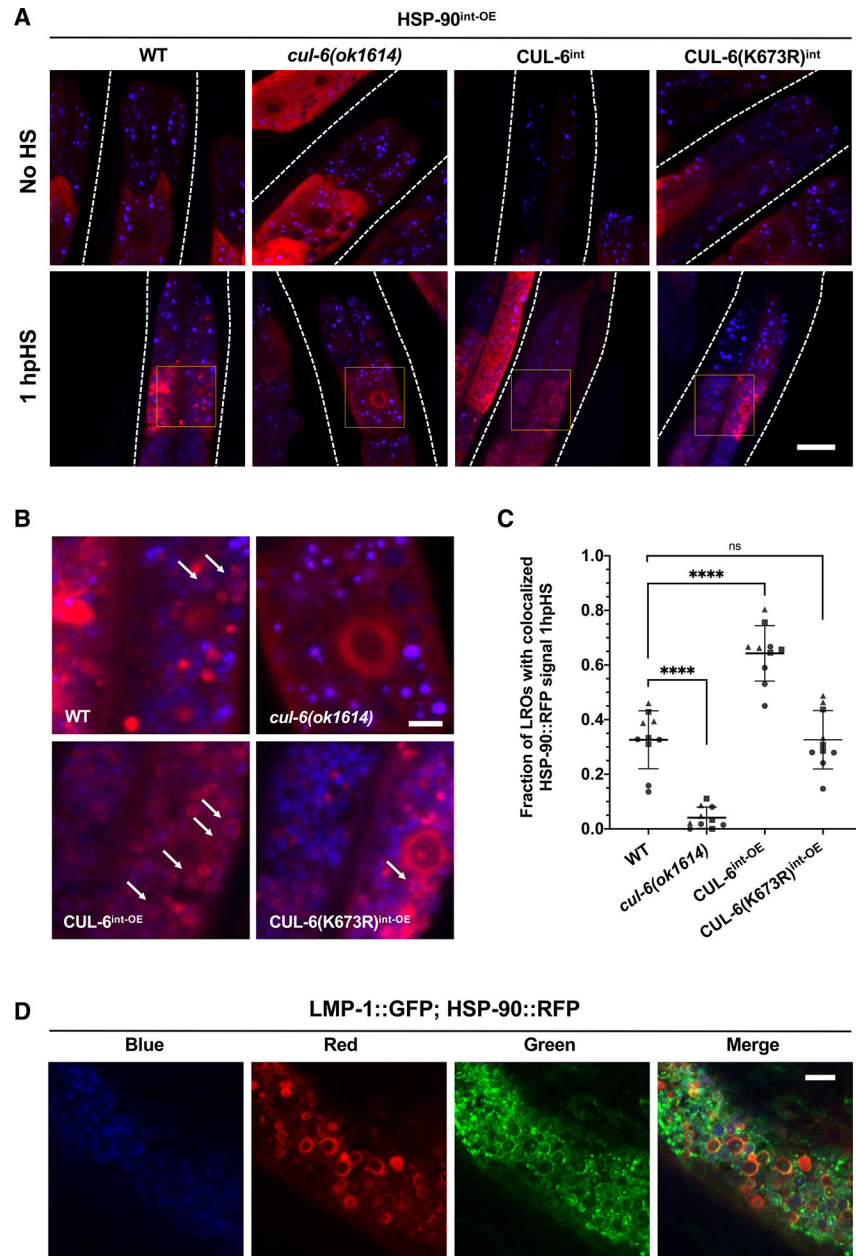 A
HSP-90int-OE
WT
cul-6(ok1614)
CUL-6int
CUL-6(K673R)int
No HS
1 hpHS
B
WT
cul-6(ok1614)
CUL-6int-OE
CUL-6(K673R)int-OE
C
Fraction of LROs with colocalized
HSP-90::RFP signal 1hpHS
1.0
0.8
0.6
0.4
0.2
0.0
ns
****
****
WT
cul-6(ok1614)
CUL-6int-OE
CUL-6(K673R)int-OE
D
LMP-1::GFP; HSP-90::RFP
Blue
Red
Green
Merge